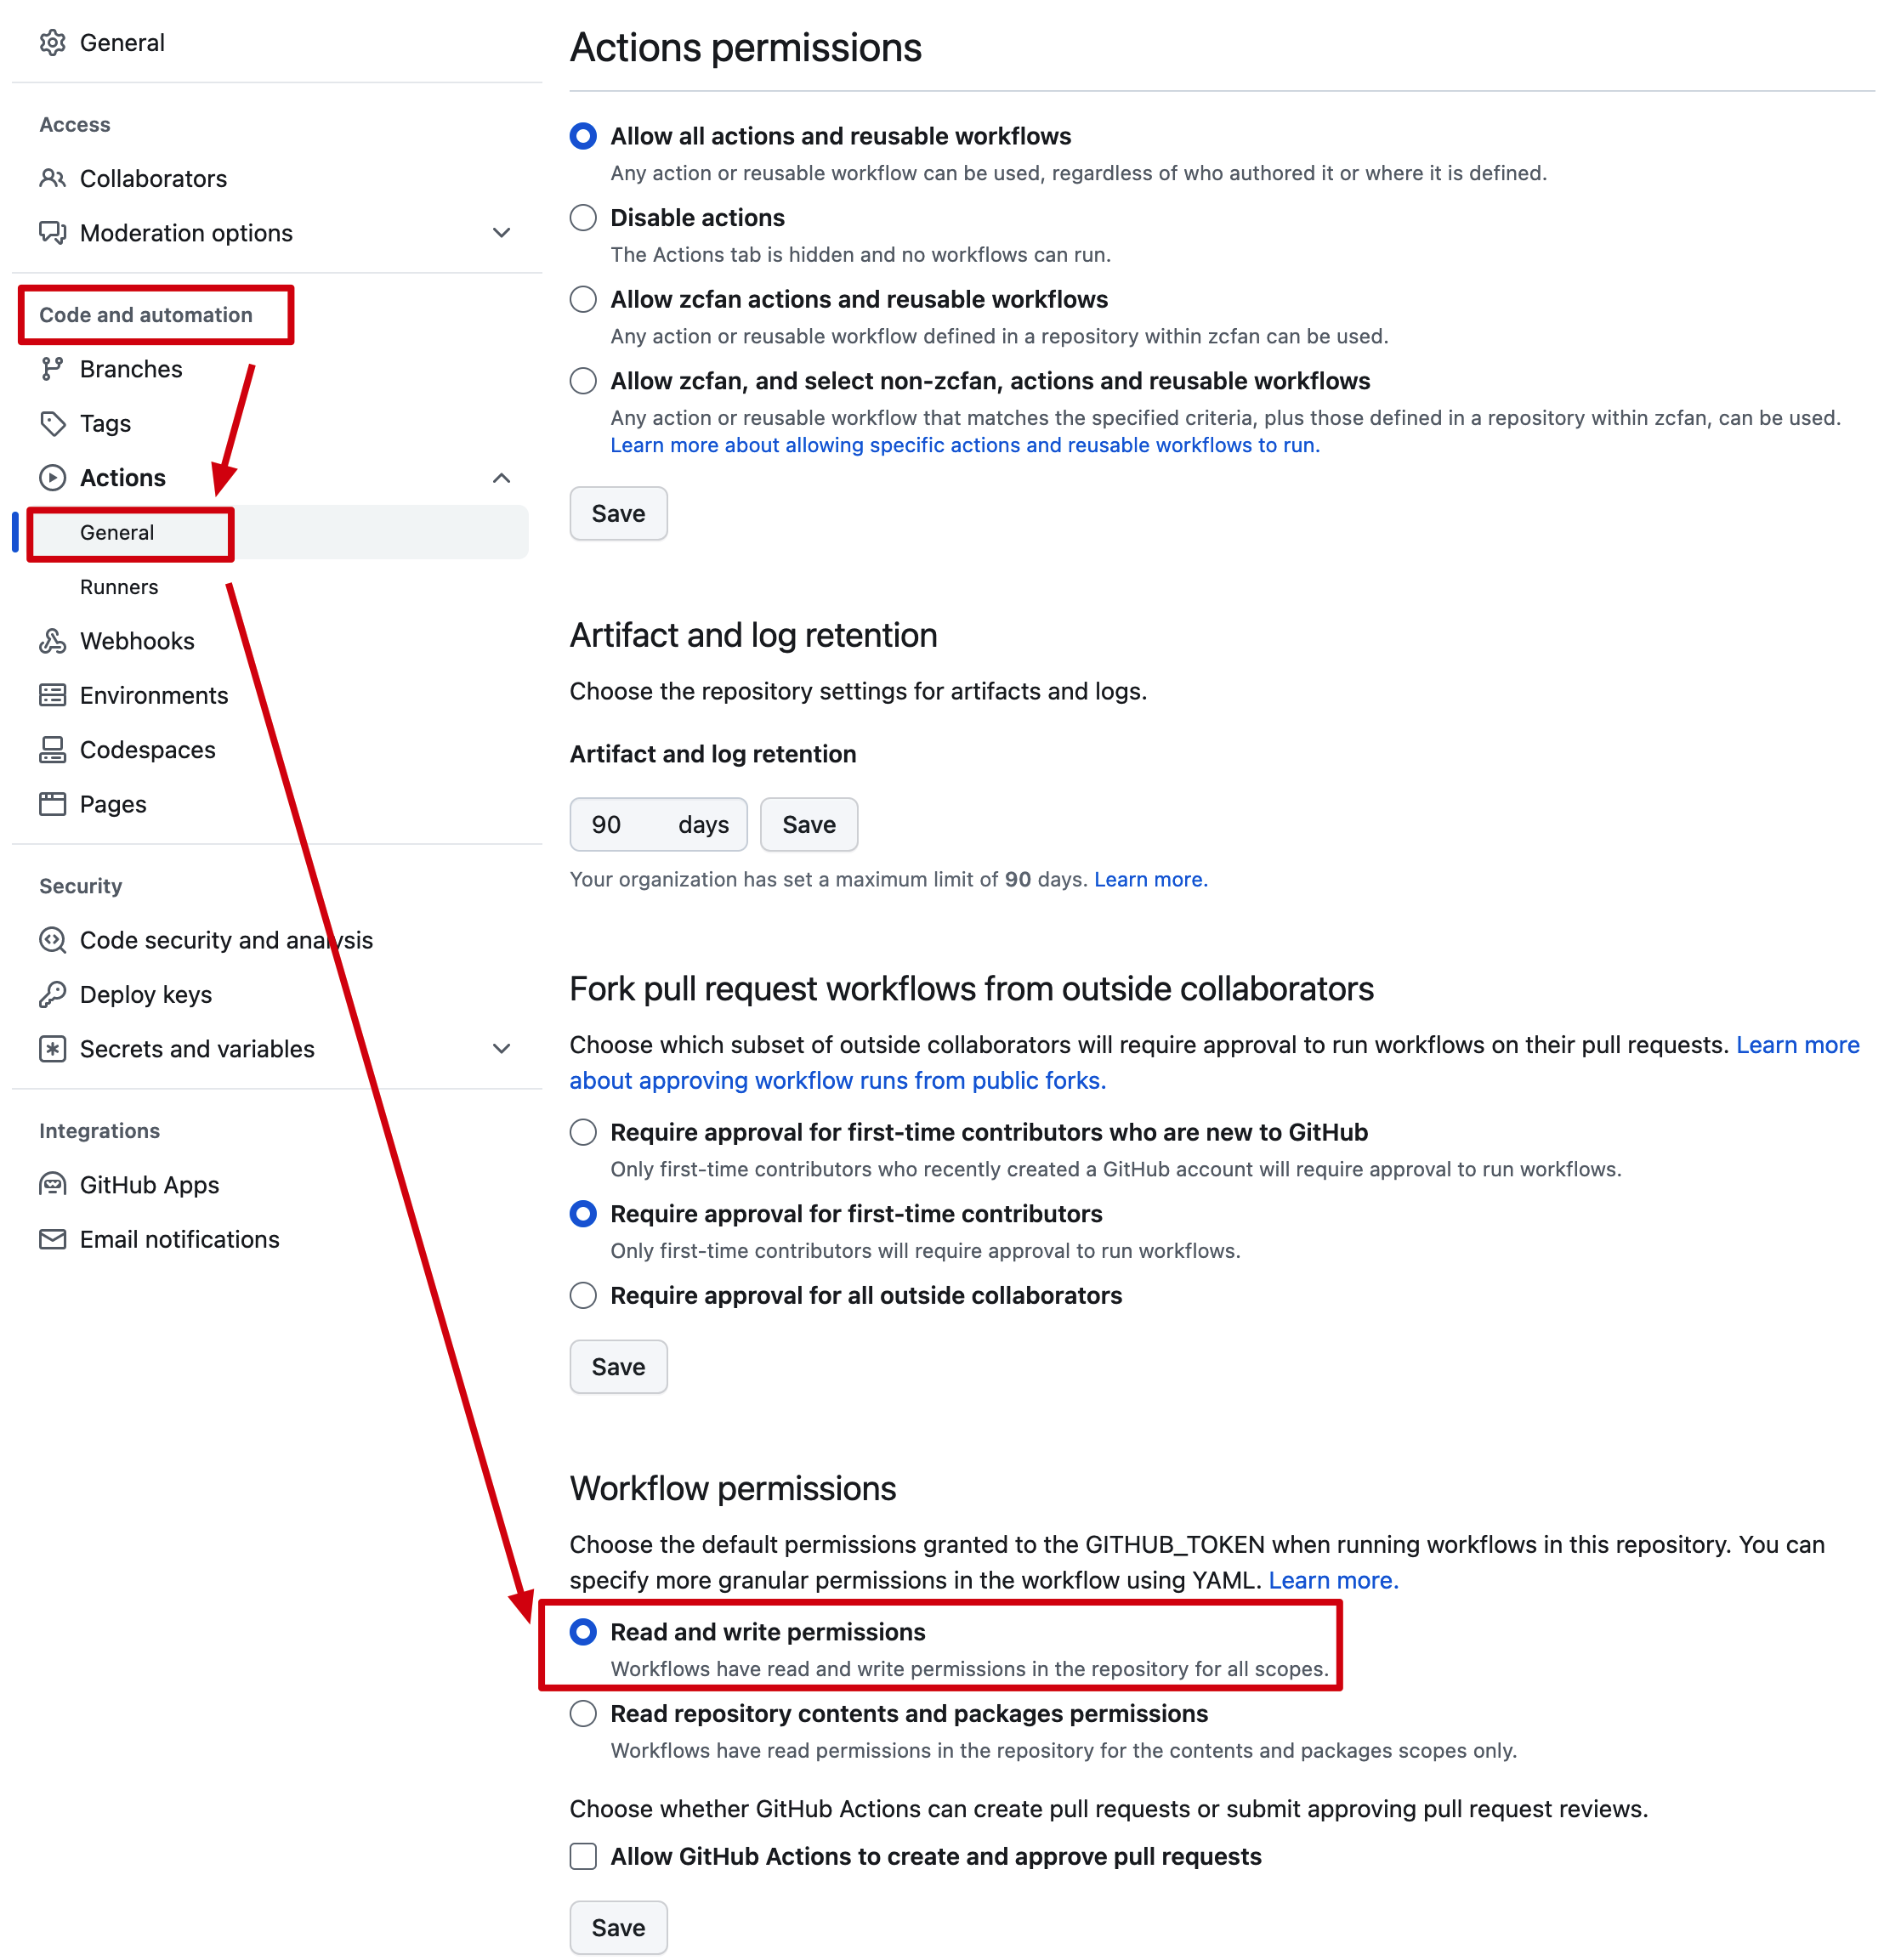 General
Access
Collaborators
Moderation options
Code and automation
Branches
Tags
Actions
General
Runners
Webhooks
Environments
Codespaces
Pages
Security
Code security and analysis
Deploy keys
Secrets and variables
Integrations
GitHub Apps
Email notifications
Actions permissions
Allow all actions and reusable workflows
Any action or reusable workflow can be used, regardless of who authored it or where it is defined.
Disable actions
The Actions tab is hidden and no workflows can run.
Allow zcfan actions and reusable workflows
Any action or reusable workflow defined in a repository within zcfan can be used.
Allow zcfan, and select non-zcfan, actions and reusable workflows
Any action or reusable workflow that matches the specified criteria, plus those defined in a repository within zcfan, can be used.
Learn more about allowing specific actions and reusable workflows to run.
Save
Artifact and log retention
Choose the repository settings for artifacts and logs.
Artifact and log retention
90 days Save
Your organization has set a maximum limit of 90 days. Learn more.
Fork pull request workflows from outside collaborators
Choose which subset of outside collaborators will require approval to run workflows on their pull requests. Learn more
about approving workflow runs from public forks.
Require approval for first-time contributors who are new to GitHub
Only first-time contributors who recently created a GitHub account will require approval to run workflows.
Require approval for first-time contributors
Only first-time contributors will require approval to run workflows.
Require approval for all outside collaborators
Save
Workflow permissions
Choose the default permissions granted to the GITHUB_TOKEN when running workflows in this repository. You can
specify more granular permissions in the workflow using YAML. Learn more.
Read and write permissions
Workflows have read and write permissions in the repository for all scopes.
Read repository contents and packages permissions
Workflows have read permissions in the repository for the contents and packages scopes only.
Choose whether GitHub Actions can create pull requests or submit approving pull request reviews.
Allow GitHub Actions to create and approve pull requests
Save